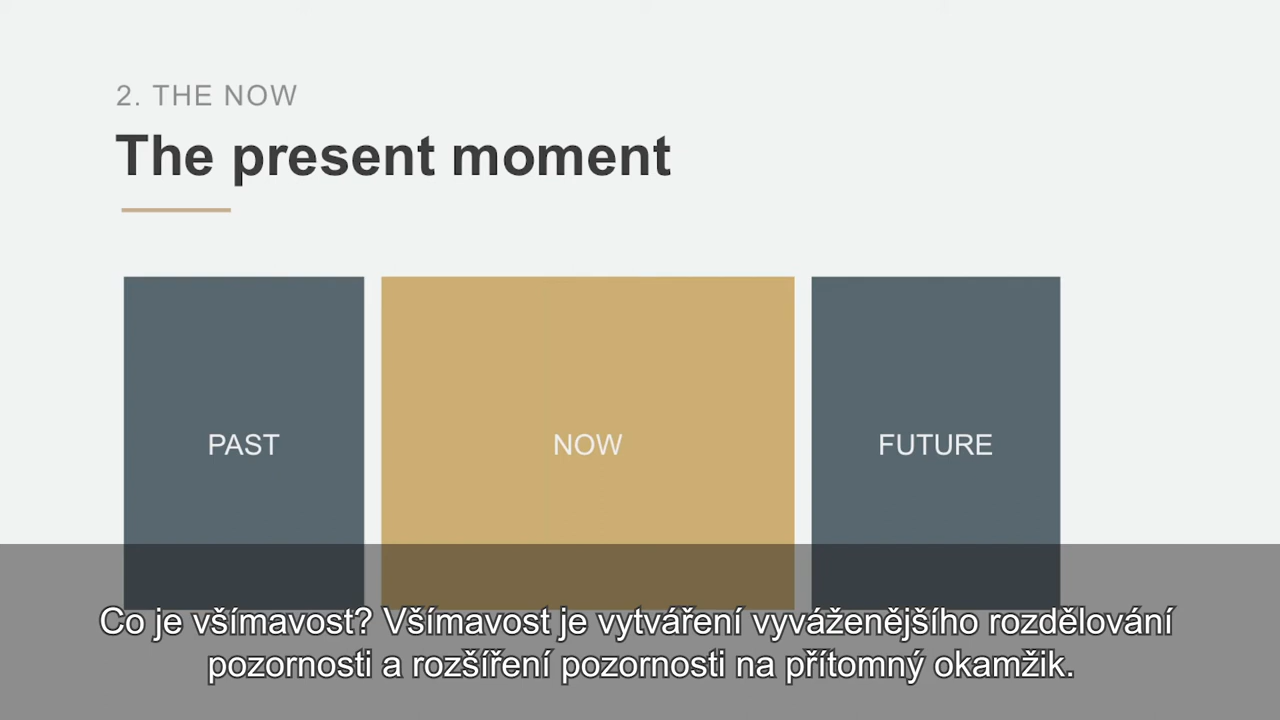 2. THE NOW
The present moment
PAST
NOW
FUTURE
Co je všímavost? Všímavost je vytváření vyváženějšího rozdělování
pozornosti a rozšíření pozornosti na přítomný okamžik.